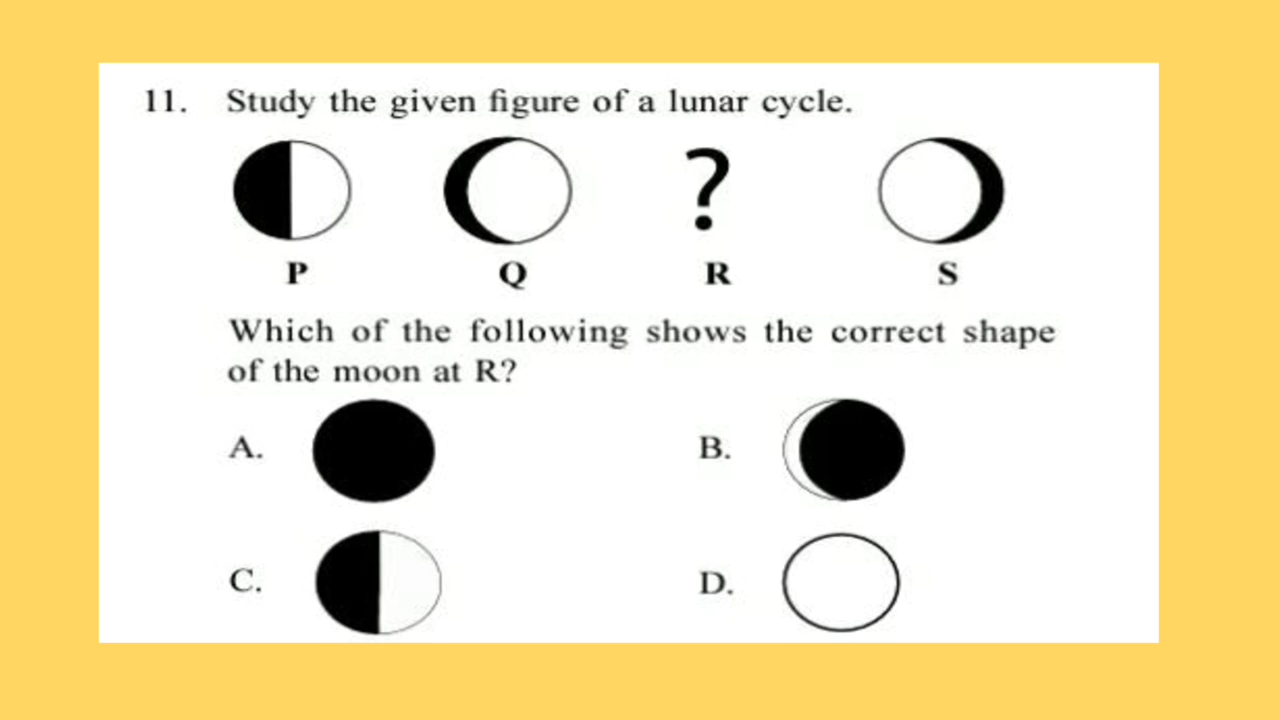 11. Study the given figure of a lunar cycle.
?
P Q R S
Which of the following shows the correct shape
of the moon at R?
A. B.
C. D.